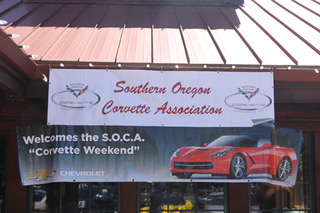 Southern Oregon
Corvette Association
Welcomes the S.O.C.A.
"Corvette Weekend"
CHEVROLET